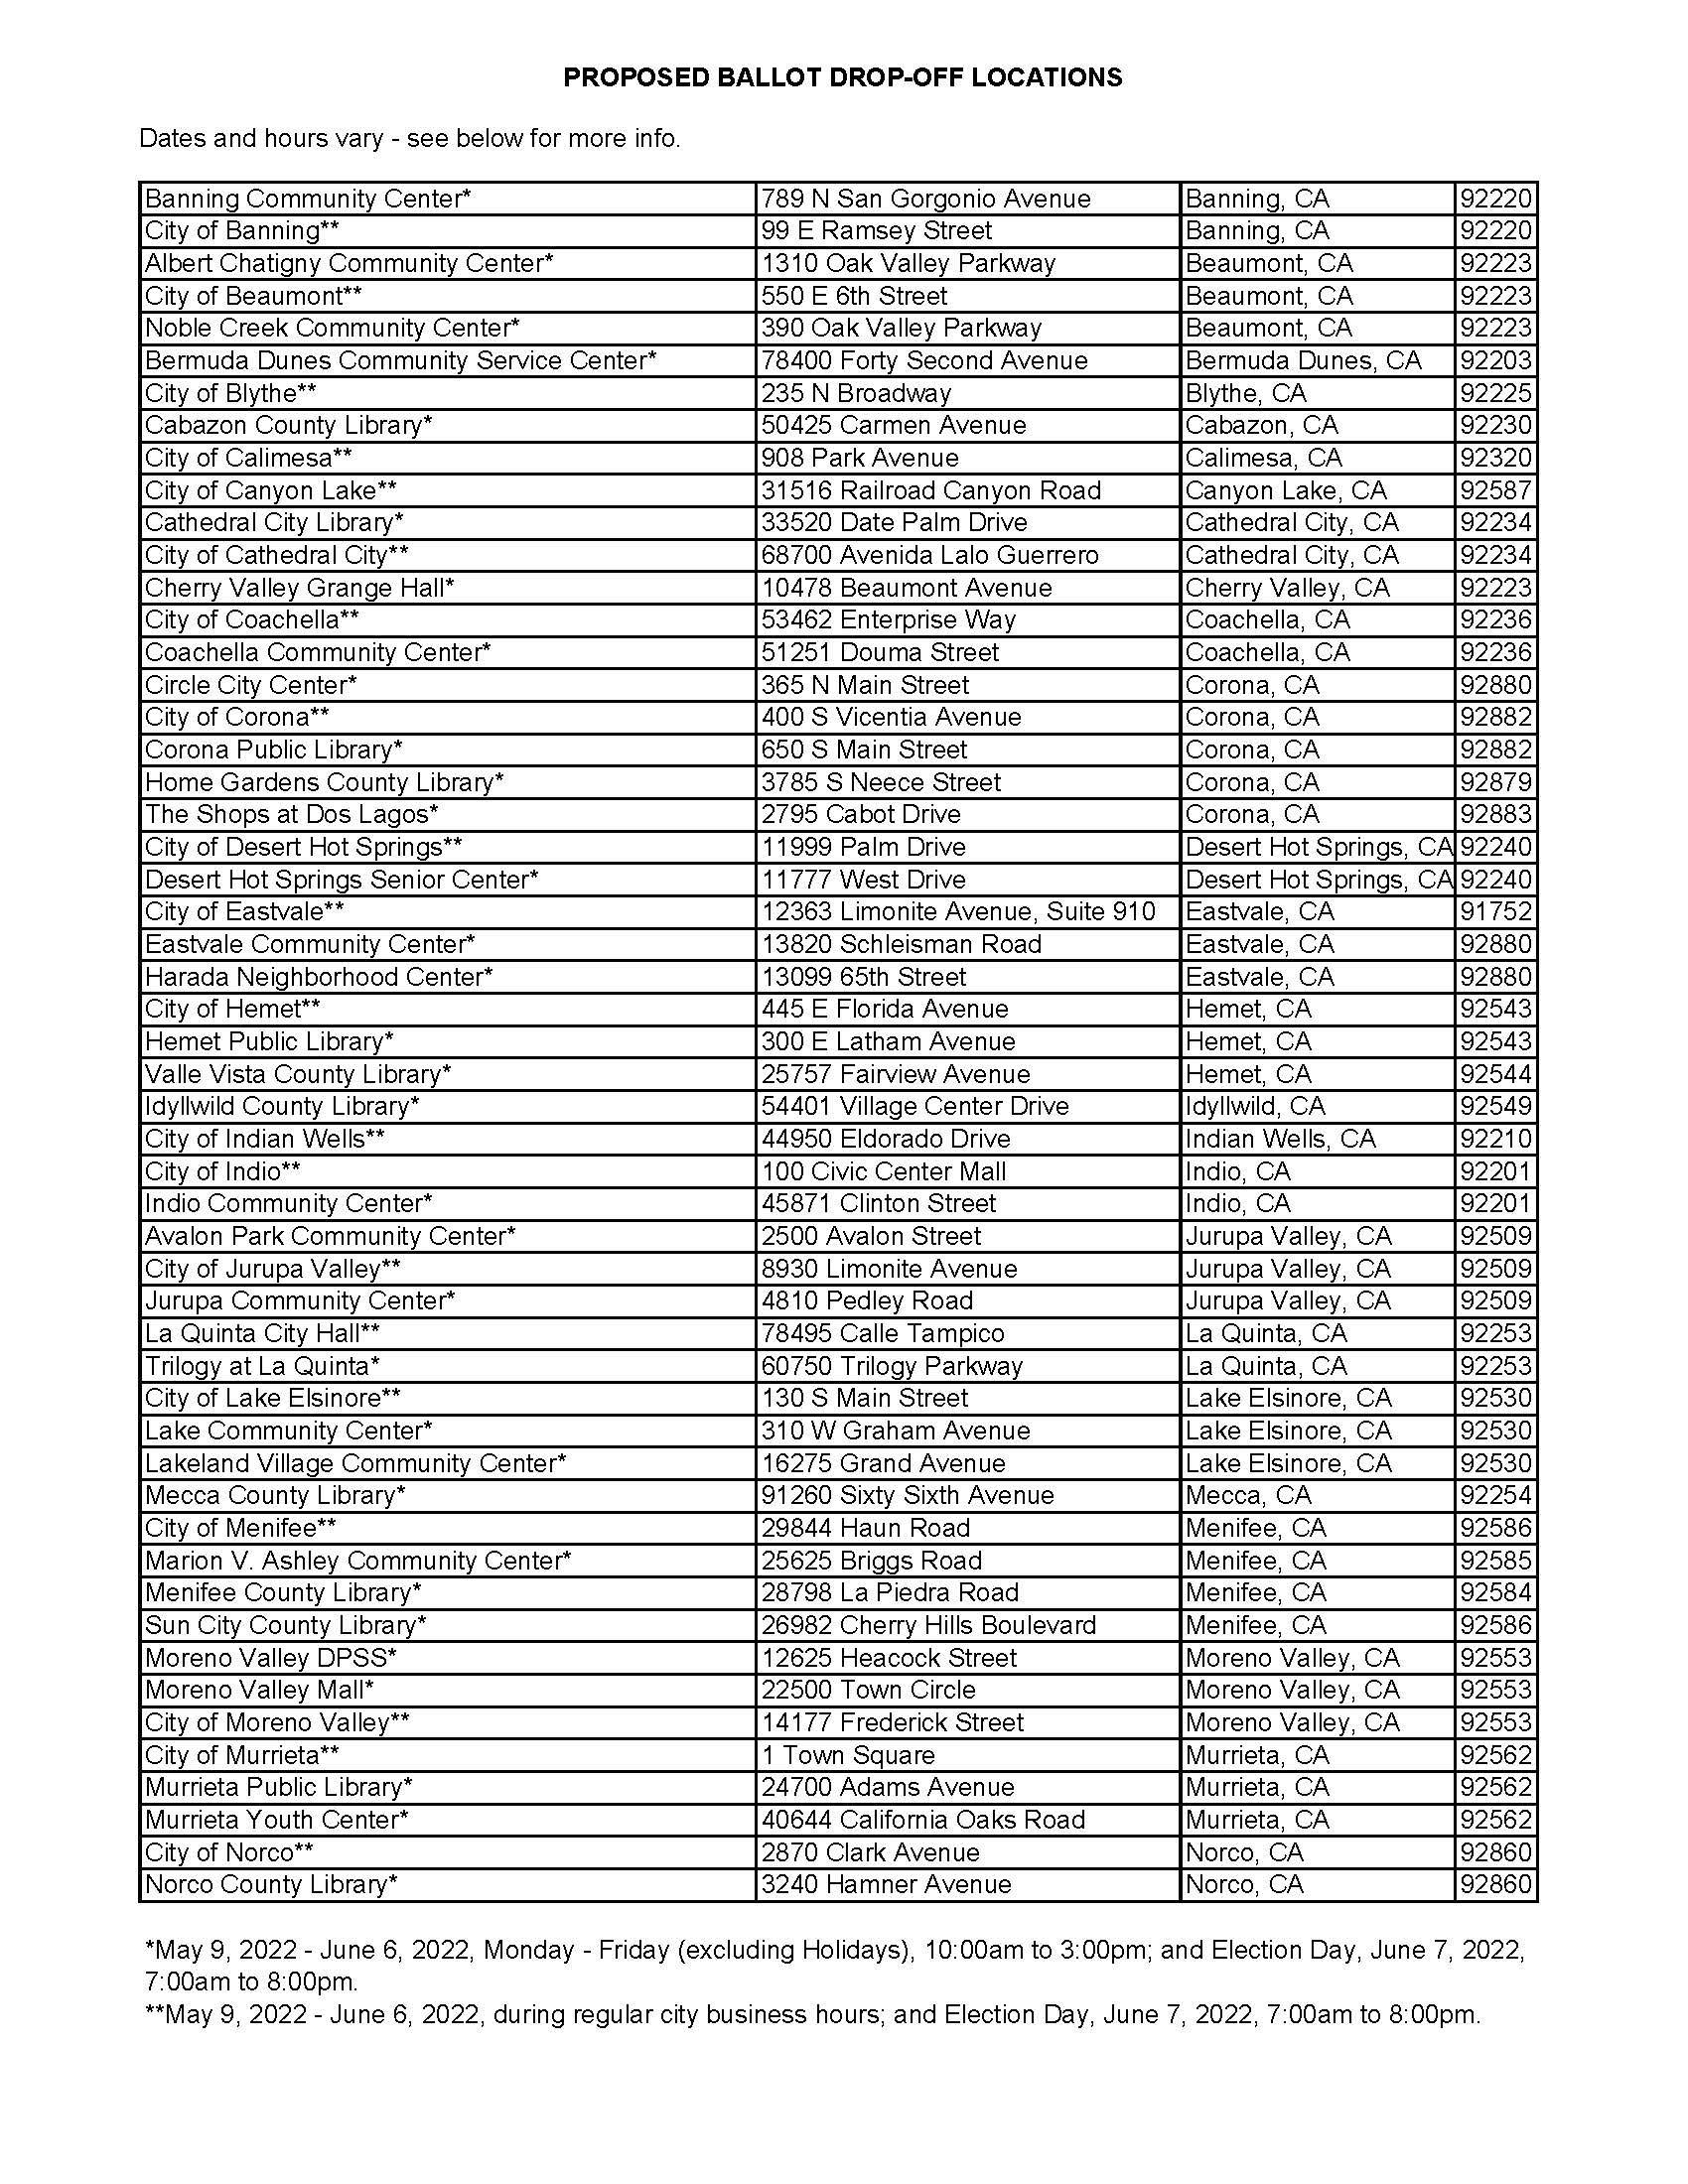 PROPOSED BALLOT DROP-OFF LOCATIONS
Dates and hours vary - see below for more info.
Banning Community Center* 789 N San Gorgonio Avenue Banning, CA 92220
City of Banning** 99 E Ramsey Street Banning, CA 92220
Albert Chatigny Community Center* 1310 Oak Valley Parkway Beaumont, CA 92223
City of Beaumont** 550 E 6th Street Beaumont, CA 92223
Noble Creek Community Center* 390 Oak Valley Parkway Beaumont, CA 92223
Bermuda Dunes Community Service Center* 78400 Forty Second Avenue Bermuda Dunes, CA 92203
City of Blythe** 235 N Broadway Blythe, CA 92225
Cabazon County Library* 50425 Carmen Avenue Cabazon, CA 92230
City of Calimesa** 908 Park Avenue Calimesa, CA 92320
City of Canyon Lake** 31516 Railroad Canyon Road Canyon Lake, CA 92587
Cathedral City Library* 33520 Date Palm Drive Cathedral City, CA 92234
City of Cathedral City** 68700 Avenida Lalo Guerrero Cathedral City, CA 92234
Cherry Valley Grange Hall* 10478 Beaumont Avenue Cherry Valley, CA 92223
City of Coachella** 53462 Enterprise Way Coachella, CA 92236
Coachella Community Center* 51251 Douma Street Coachella, CA 92236
Circle City Center* 365 N Main Street Corona, CA 92880
City of Corona** 400 S Vicentia Avenue Corona, CA 92882
Corona Public Library* 650 S Main Street Corona, CA 92882
Home Gardens County Library* 3785 S Neece Street Corona, CA 92879
The Shops at Dos Lagos* 2795 Cabot Drive Corona, CA 92883
City of Desert Hot Springs** 11999 Palm Drive Desert Hot Springs, CA 92240
Desert Hot Springs Senior Center* 11777 West Drive Desert Hot Springs, CA 92240
City of Eastvale** 12363 Limonite Avenue, Suite 910 Eastvale, CA 91752
Eastvale Community Center* 13820 Schleisman Road Eastvale, CA 92880
Harada Neighborhood Center* 13099 65th Street Eastvale, CA 92880
City of Hemet** 445 E Florida Avenue Hemet, CA 92543
Hemet Public Library* 300 E Latham Avenue Hemet, CA 92543
Valle Vista County Library* 25757 Fairview Avenue Hemet, CA 92544
Idyllwild County Library* 54401 Village Center Drive Idyllwild, CA 92549
City of Indian Wells** 44950 Eldorado Drive Indian Wells, CA 92210
City of Indio** 100 Civic Center Mall Indio, CA 92201
Indio Community Center* 45871 Clinton Street Indio, CA 92201
Avalon Park Community Center* 2500 Avalon Street Jurupa Valley, CA 92509
City of Jurupa Valley** 8930 Limonite Avenue Jurupa Valley, CA 92509
Jurupa Community Center* 4810 Pedley Road Jurupa Valley, CA 92509
La Quinta City Hall** 78495 Calle Tampico La Quinta, CA 92253
Trilogy at La Quinta* 60750 Trilogy Parkway La Quinta, CA 92253
City of Lake Elsinore** 130 S Main Street Lake Elsinore, CA 92530
Lake Community Center* 310 W Graham Avenue Lake Elsinore, CA 92530
Lakeland Village Community Center* 16275 Grand Avenue Lake Elsinore, CA 92530
Mecca County Library* 91260 Sixty Sixth Avenue Mecca, CA 92254
City of Menifee** 29844 Haun Road Menifee, CA 92586
Marion V. Ashley Community Center* 25625 Briggs Road Menifee, CA 92585
Menifee County Library* 28798 La Piedra Road Menifee, CA 92584
Sun City County Library* 26982 Cherry Hills Boulevard Menifee, CA 92586
Moreno Valley DPSS* 12625 Heacock Street Moreno Valley, CA 92553
Moreno Valley Mall* 22500 Town Circle Moreno Valley, CA 92553
City of Moreno Valley** 14177 Frederick Street Moreno Valley, CA 92553
City of Murrieta** 1 Town Square Murrieta, CA 92562
Murrieta Public Library* 24700 Adams Avenue Murrieta, CA 92562
Murrieta Youth Center* 40644 California Oaks Road Murrieta, CA 92562
City of Norco** 2870 Clark Avenue Norco, CA 92860
Norco County Library* 3240 Hamner Avenue Norco, CA 92860
*May 9, 2022 - June 6, 2022, Monday - Friday (excluding Holidays), 10:00am to 3:00pm; and Election Day, June 7, 2022,
7:00am to 8:00pm.
**May 9, 2022 - June 6, 2022, during regular city business hours; and Election Day, June 7, 2022, 7:00am to 8:00pm.